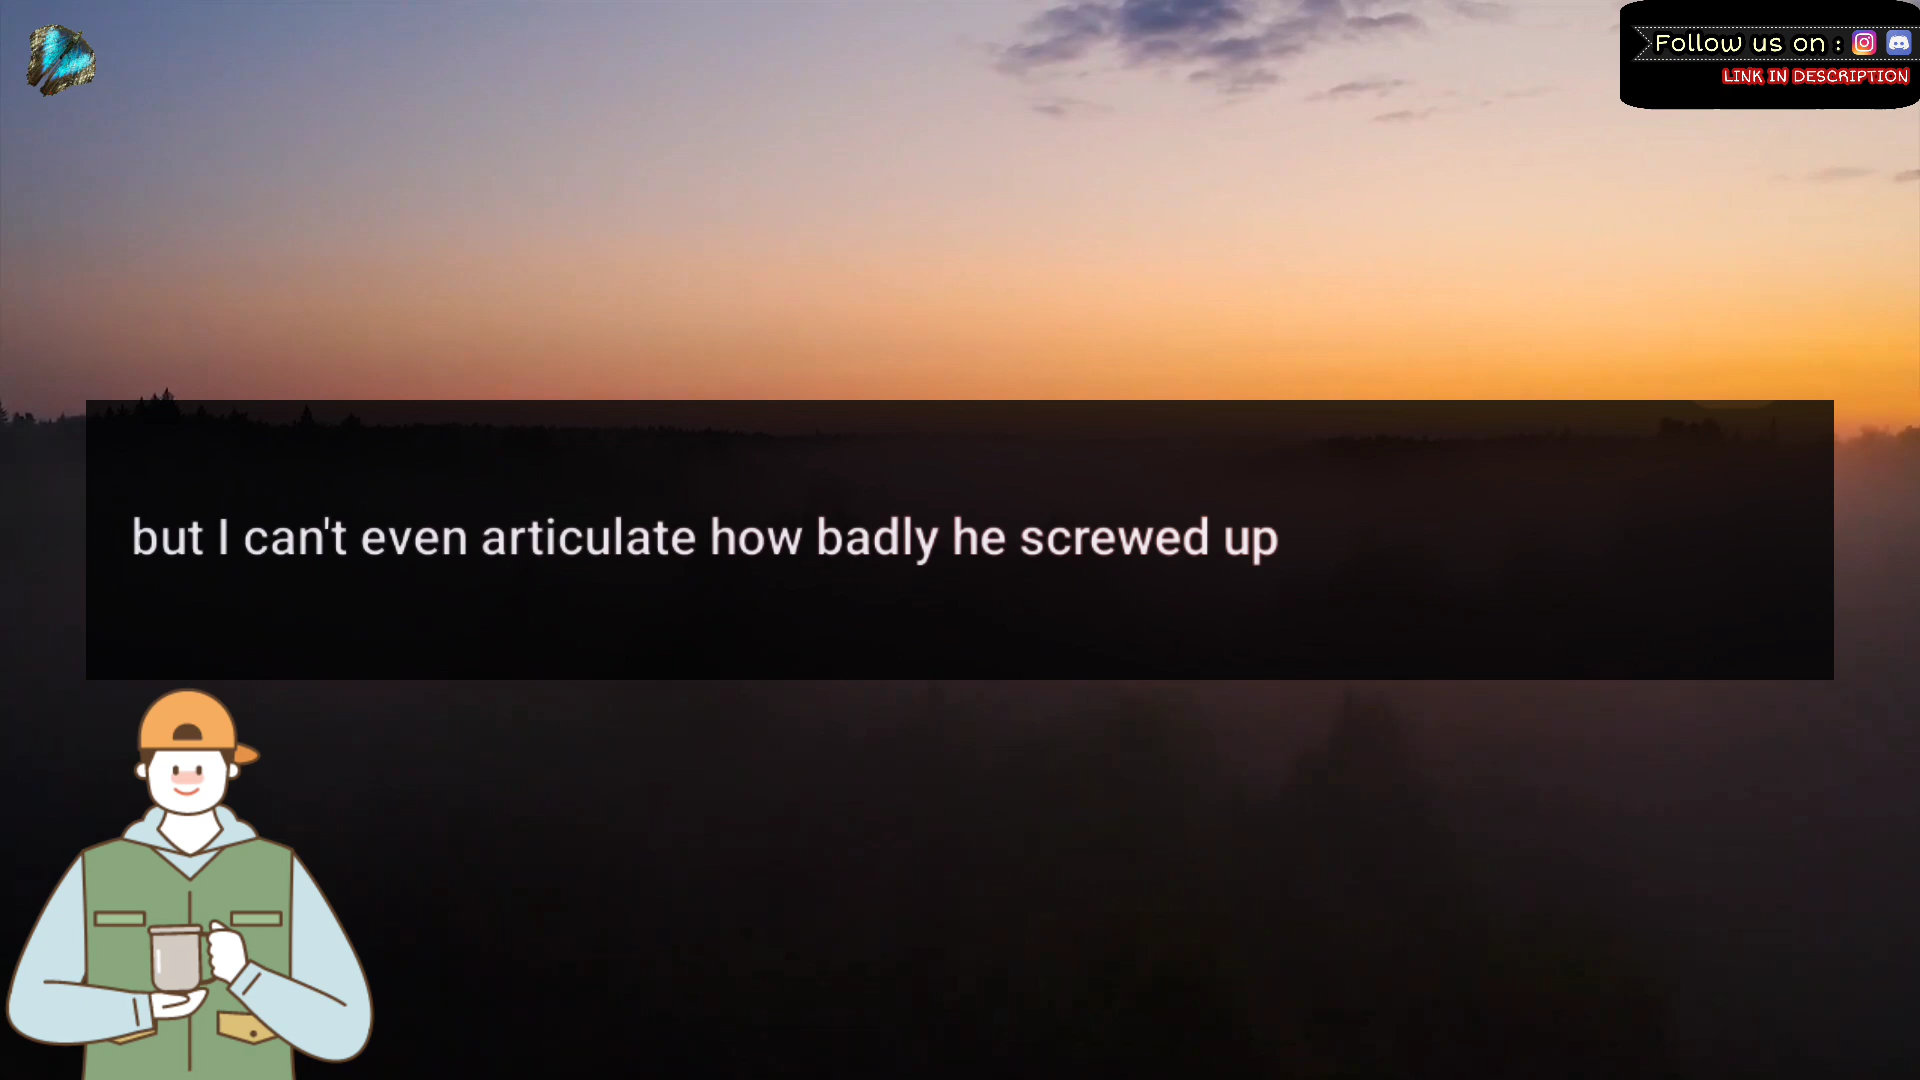 Follow us on :
LINK IN DESCRIPTION
but I can't even articulate how badly he screwed up